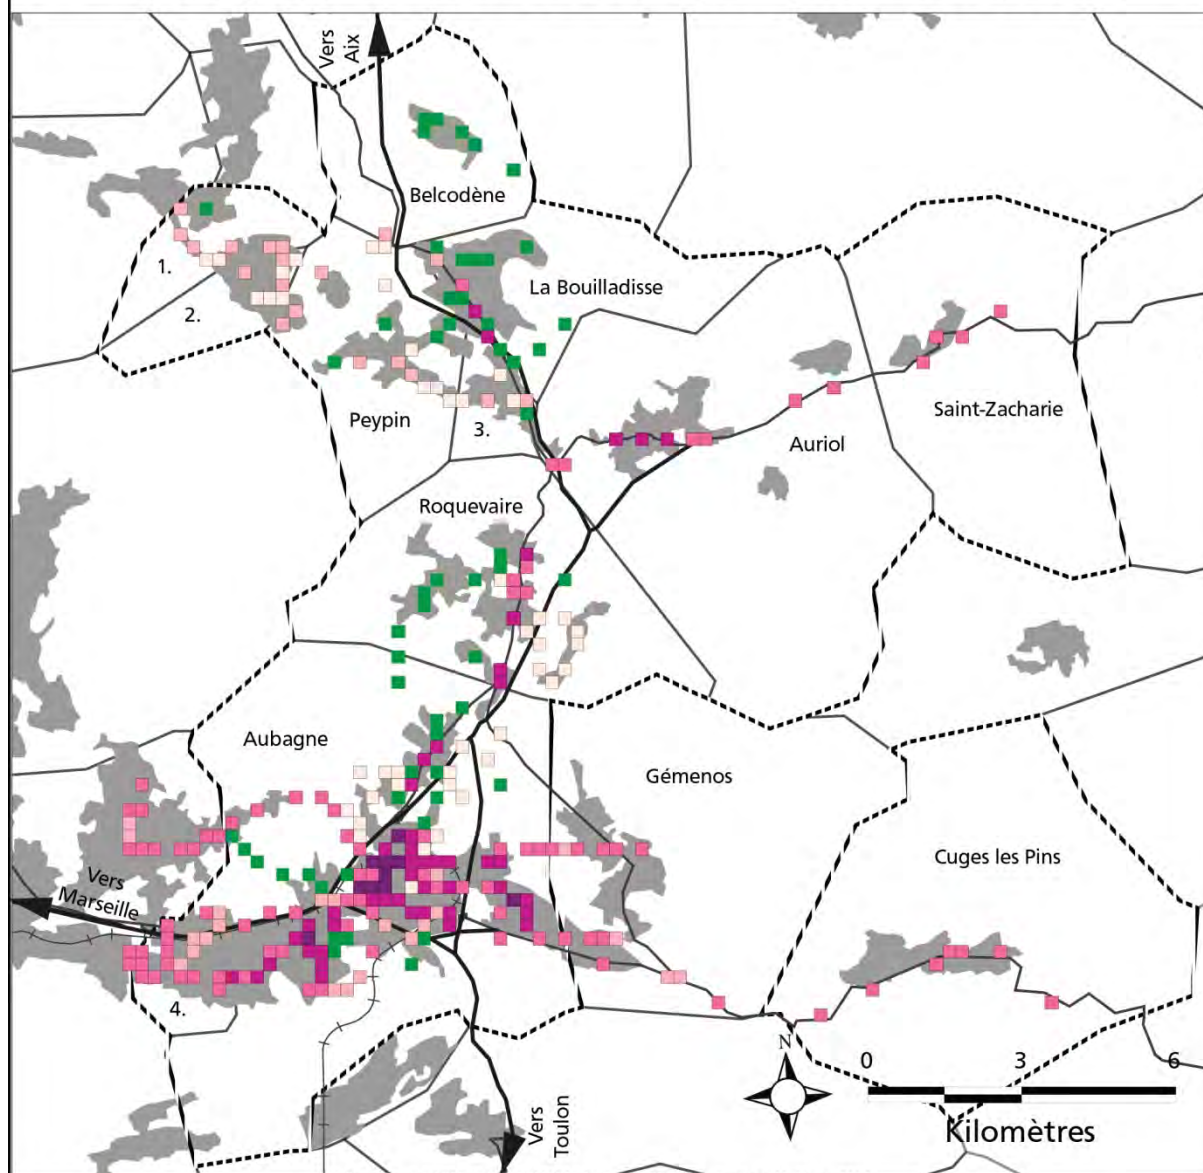 Vers
Aix
Belcodène
1.
La Bouilladisse
2.
Saint-Zacharie
Peypin
3.
Auriol
Roquevaire
Aubagne
Gémenos
Cuges les Pins
Vers
Marseille
4.
N
0 3 6
Kilomètres
Vers
Toulon